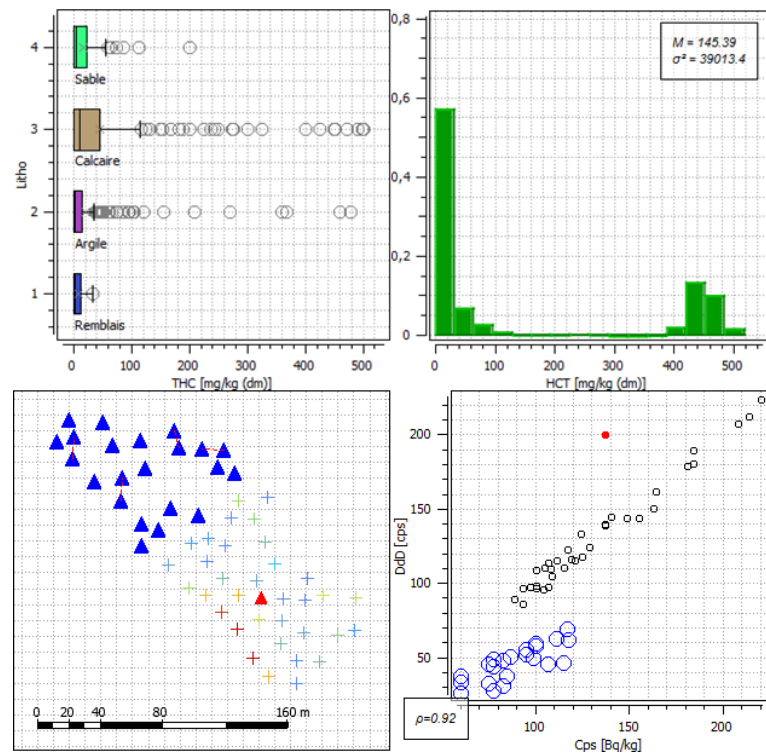 4
Sable
3
Calcaire
2
Argile
1
Remblais
Litho
0 100 200 300 400 500
THC [mg/kg (dm)]
0,8
0,6
0,4
0,2
0
M = 145.39
σ² = 39013.4
0 100 200 300 400 500
HCT [mg/kg (dm)]
0 20 40 80 160 m
200
150
100
50
DdD [cps]
ρ=0.92
100 150 200
Cps [Bq/kg]